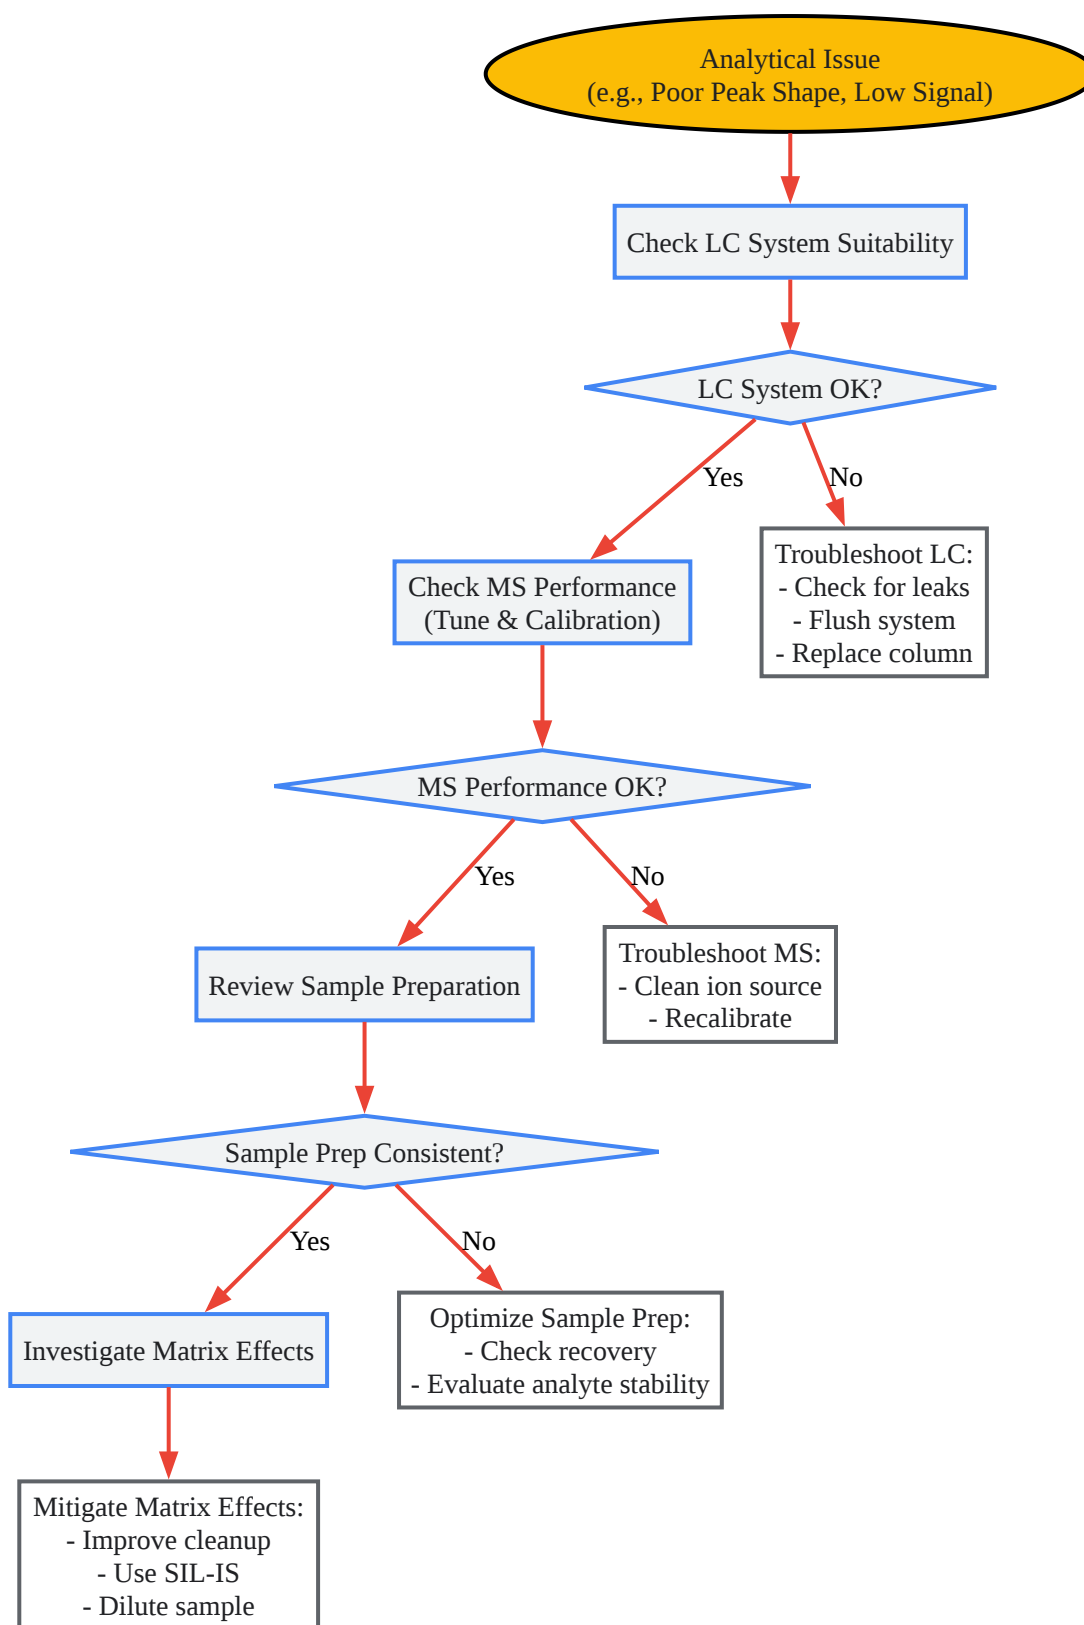 Analytical Issue
(e.g., Poor Peak Shape, Low Signal)
Check LC System Suitability
LC System OK?
Yes
No
Troubleshoot LC:
- Check for leaks
- Flush system
- Replace column
Check MS Performance
(Tune & Calibration)
MS Performance OK?
Yes
No
Troubleshoot MS:
- Clean ion source
- Recalibrate
Review Sample Preparation
Sample Prep Consistent?
Yes
No
Optimize Sample Prep:
- Check recovery
- Evaluate analyte stability
Investigate Matrix Effects
Mitigate Matrix Effects:
- Improve cleanup
- Use SIL-IS
- Dilute sample